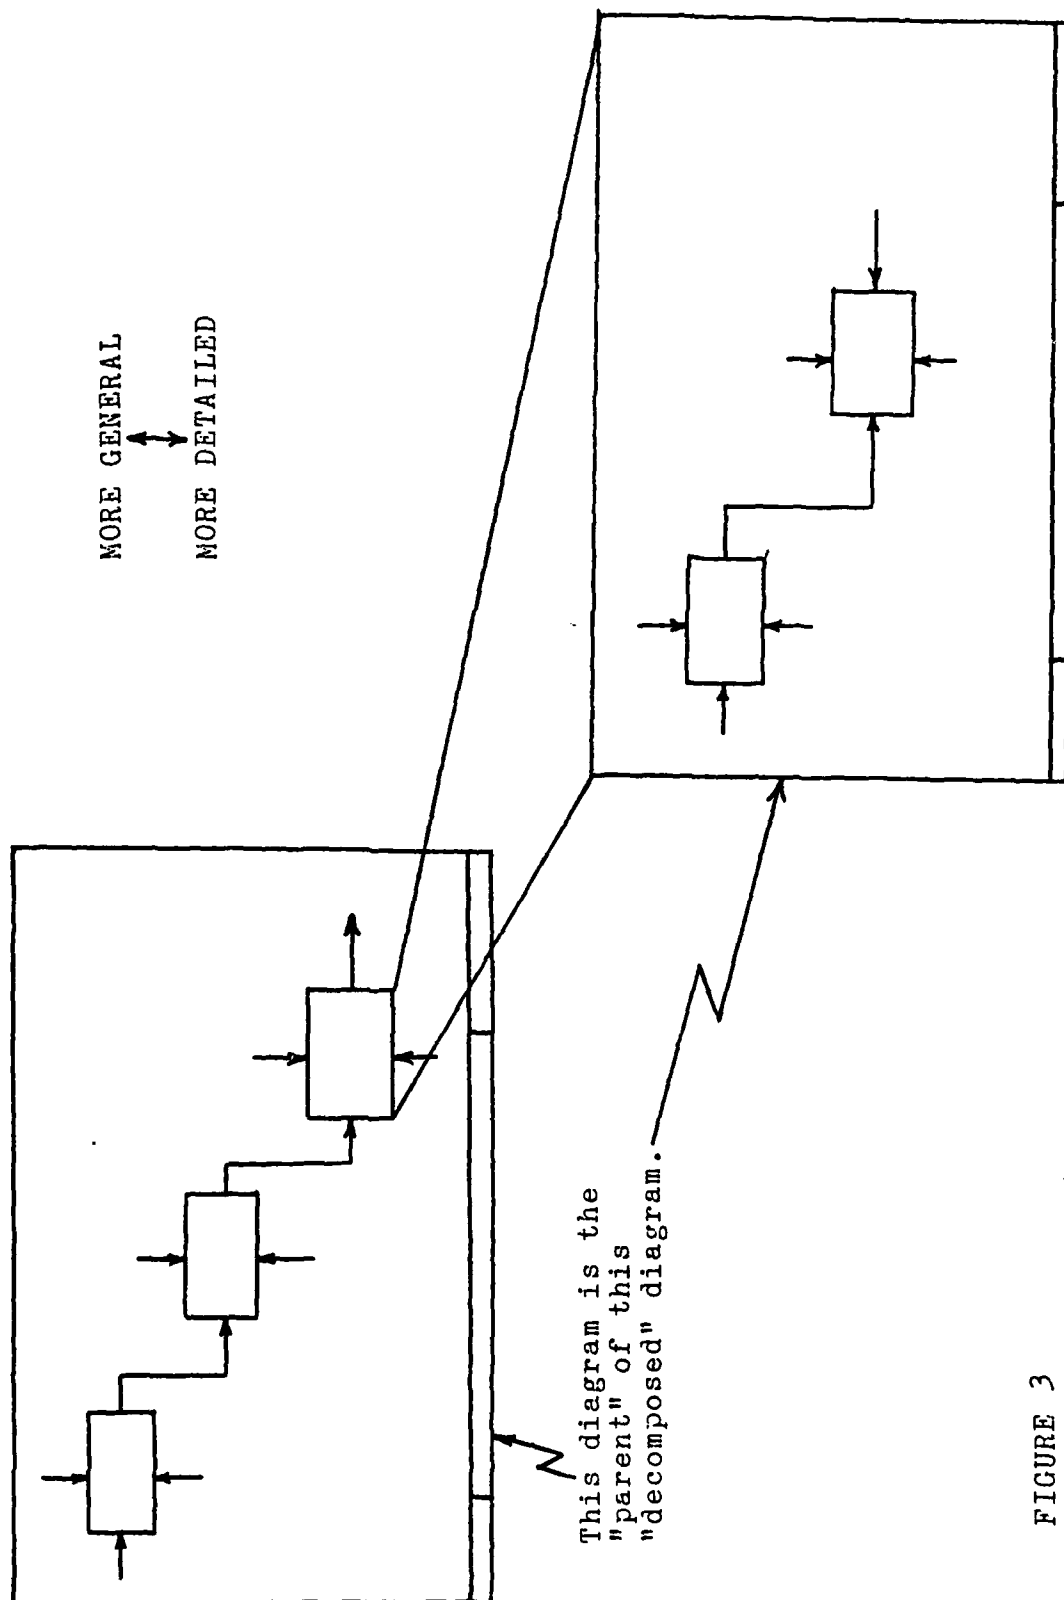 MORE GENERAL
MORE DETAILED
This diagram is the
"parent" of this
"decomposed" diagram.
FIGURE 3